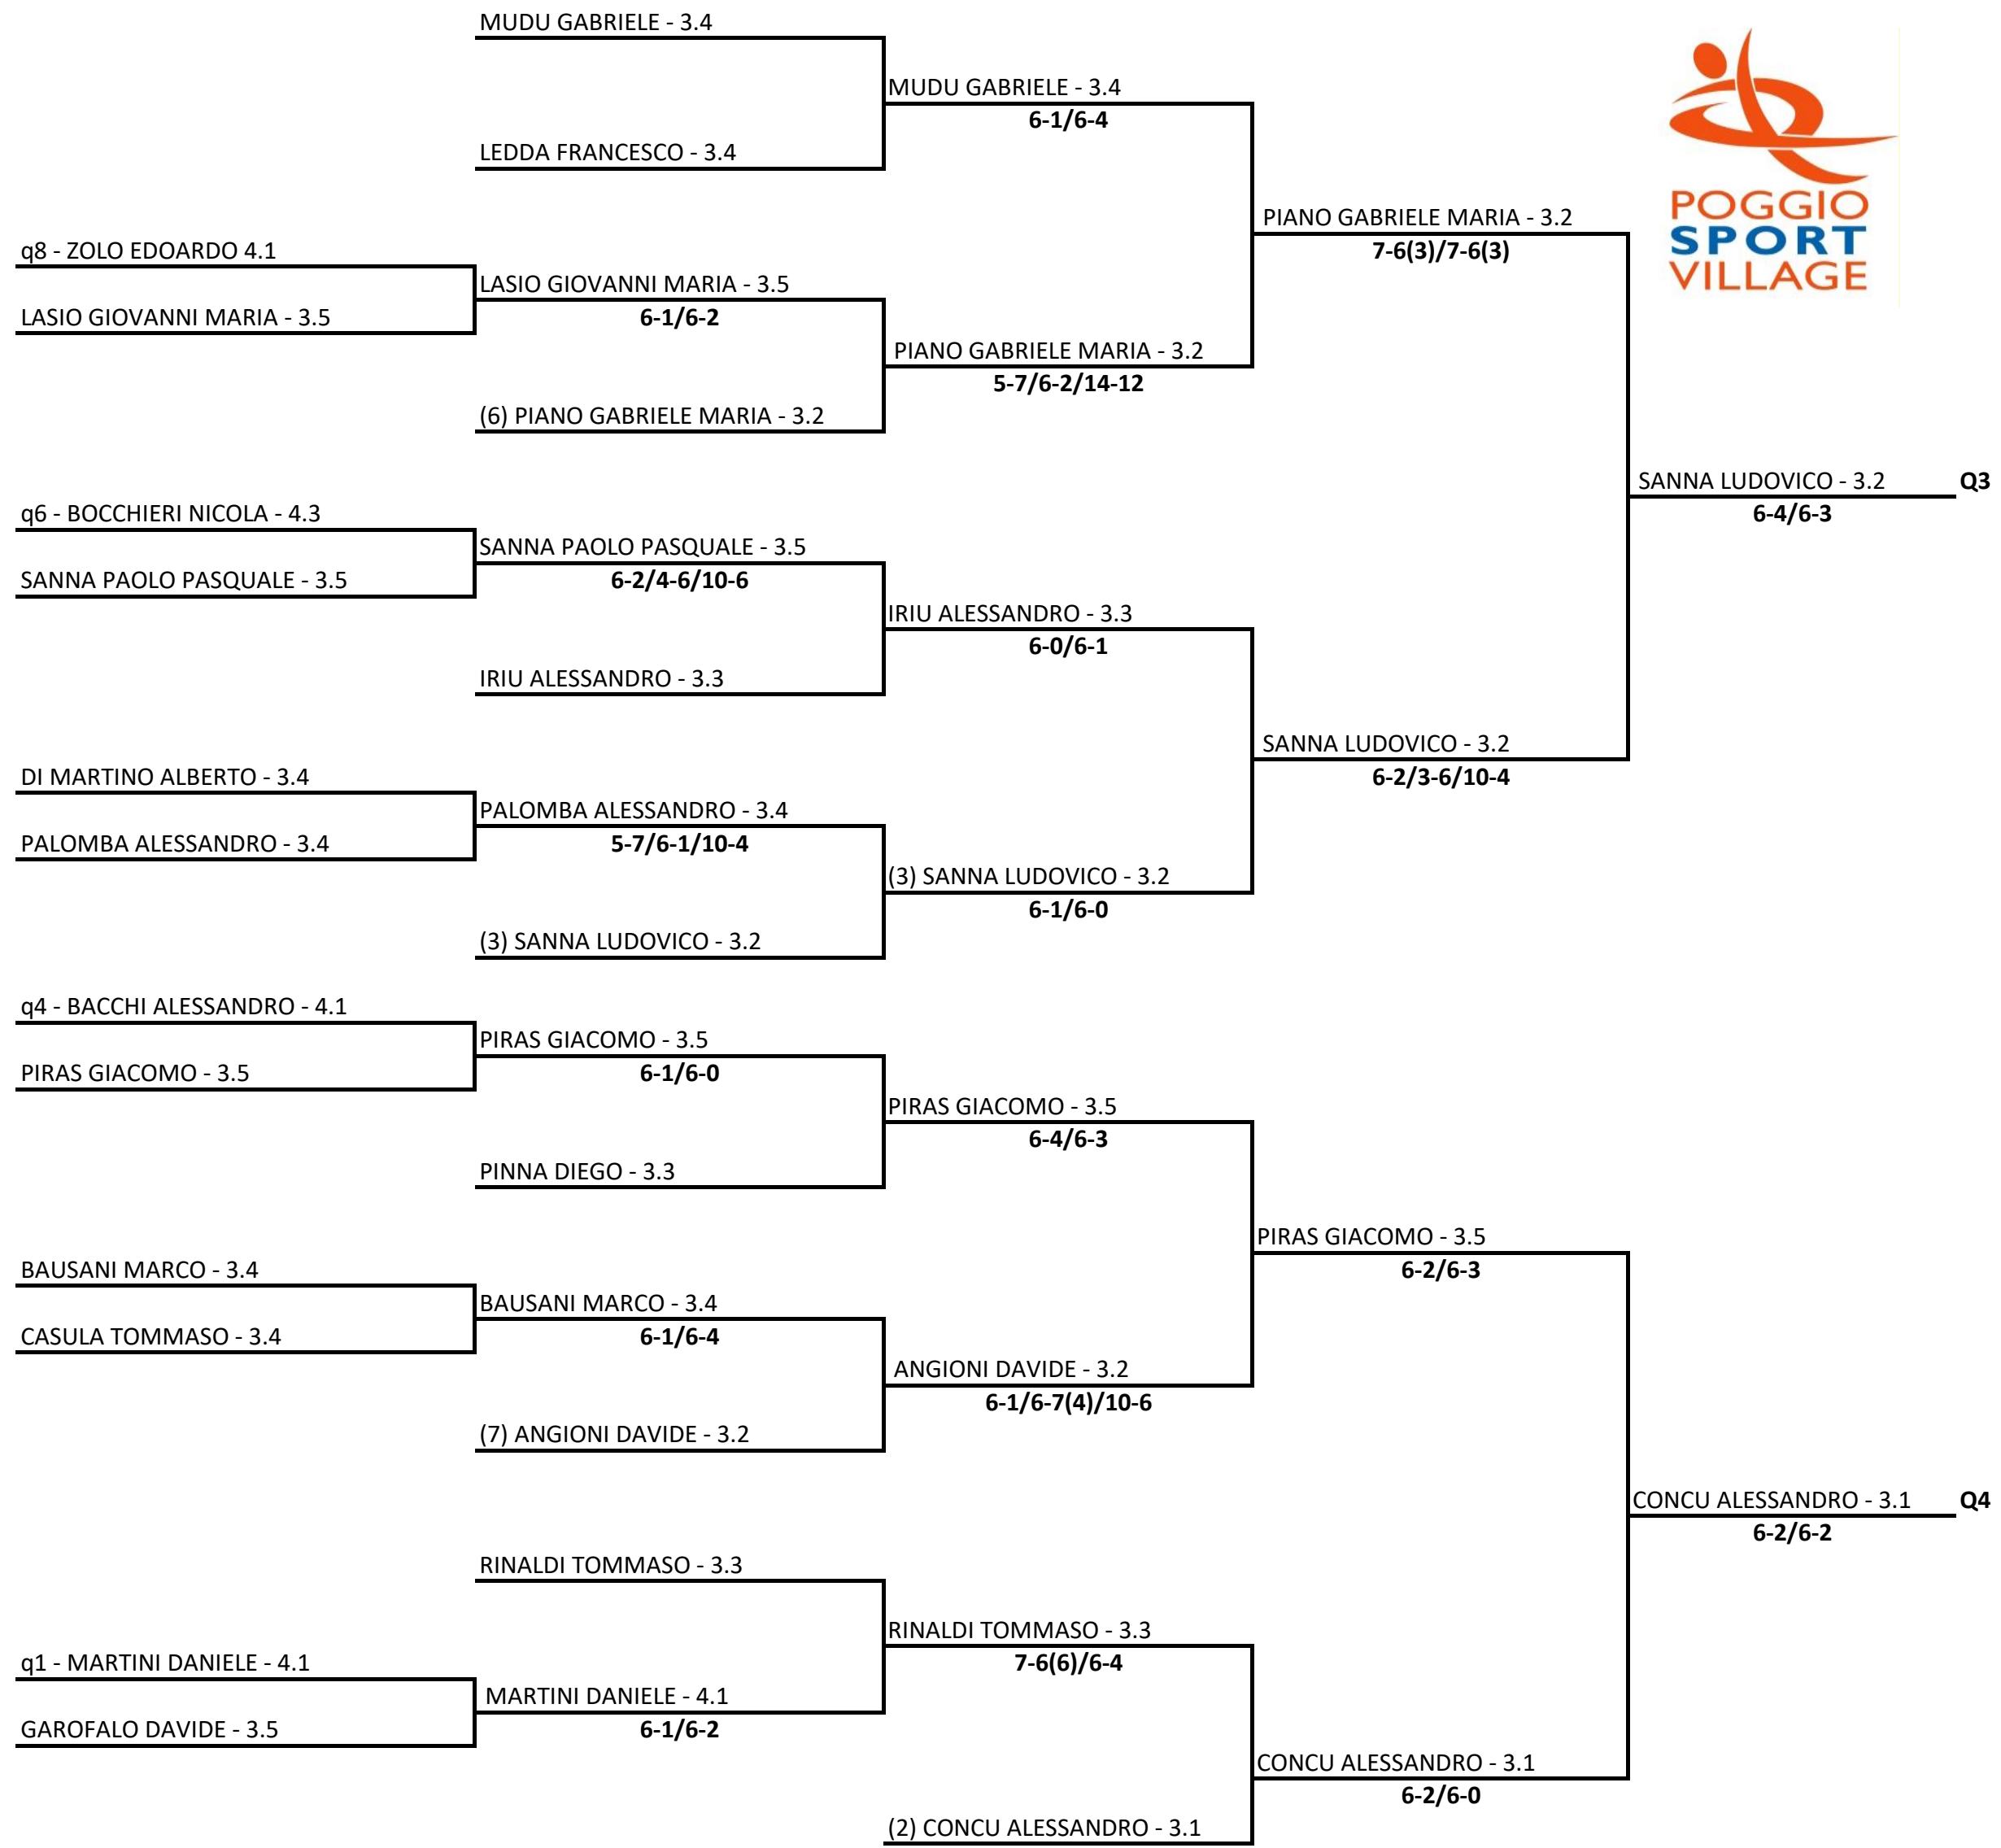 MUDU GABRIELE - 3.4
MUDU GABRIELE - 3.4
6-1/6-4
LEDDA FRANCESCO - 3.4
POGGIO
SPORT
VILLAGE
PIANO GABRIELE MARIA - 3.2
7-6(3)/7-6(3)
q8 - ZOLO EDOARDO 4.1
LASIO GIOVANNI MARIA - 3.5
6-1/6-2
LASIO GIOVANNI MARIA - 3.5
PIANO GABRIELE MARIA - 3.2
5-7/6-2/14-12
(6) PIANO GABRIELE MARIA - 3.2
SANNA LUDOVICO - 3.2 Q3
6-4/6-3
q6 - BOCCHIERI NICOLA - 4.3
SANNA PAOLO PASQUALE - 3.5
6-2/4-6/10-6
SANNA PAOLO PASQUALE - 3.5
IRIU ALESSANDRO - 3.3
6-0/6-1
IRIU ALESSANDRO - 3.3
SANNA LUDOVICO - 3.2
6-2/3-6/10-4
DI MARTINO ALBERTO - 3.4
PALOMBA ALESSANDRO - 3.4
5-7/6-1/10-4
PALOMBA ALESSANDRO - 3.4
(3) SANNA LUDOVICO - 3.2
6-1/6-0
(3) SANNA LUDOVICO - 3.2
q4 - BACCHI ALESSANDRO - 4.1
PIRAS GIACOMO - 3.5
6-1/6-0
PIRAS GIACOMO - 3.5
PIRAS GIACOMO - 3.5
6-4/6-3
PINNA DIEGO - 3.3
PIRAS GIACOMO - 3.5
6-2/6-3
BAUSANI MARCO - 3.4
BAUSANI MARCO - 3.4
6-1/6-4
CASULA TOMMASO - 3.4
ANGIONI DAVIDE - 3.2
6-1/6-7(4)/10-6
(7) ANGIONI DAVIDE - 3.2
CONCU ALESSANDRO - 3.1 Q4
6-2/6-2
RINALDI TOMMASO - 3.3
RINALDI TOMMASO - 3.3
7-6(6)/6-4
q1 - MARTINI DANIELE - 4.1
MARTINI DANIELE - 4.1
6-1/6-2
GAROFALO DAVIDE - 3.5
CONCU ALESSANDRO - 3.1
6-2/6-0
(2) CONCU ALESSANDRO - 3.1